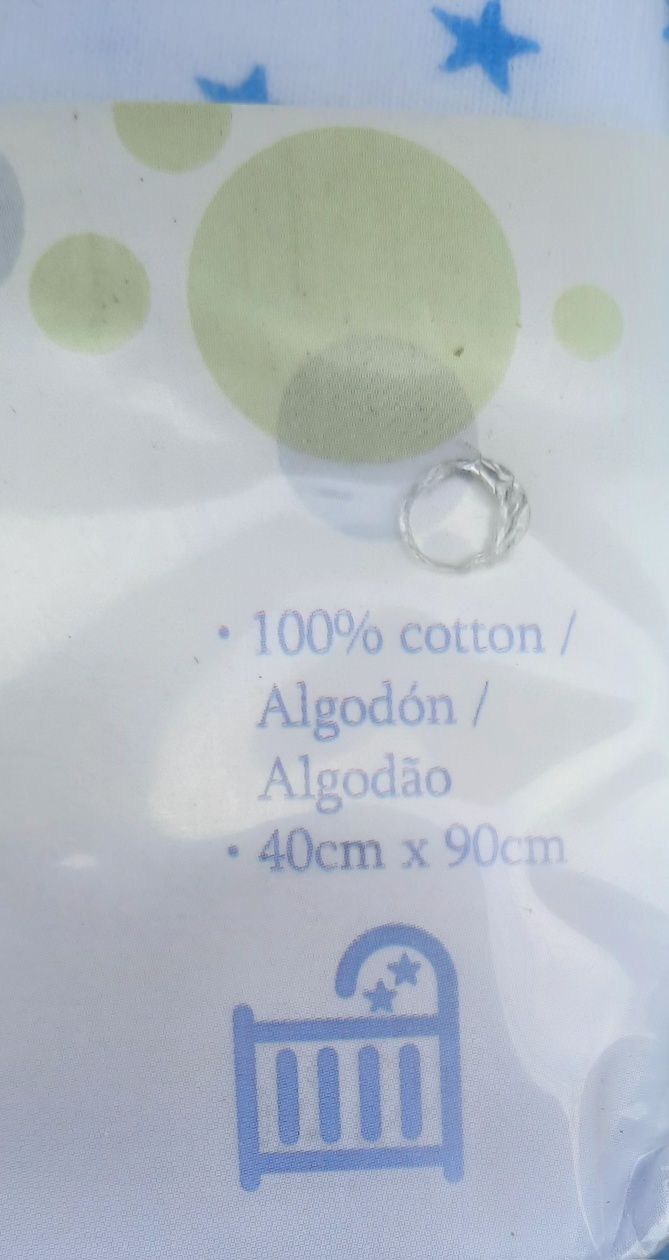 • 100% cotton /
Algodón /
Algodão
• 40cm x 90cm